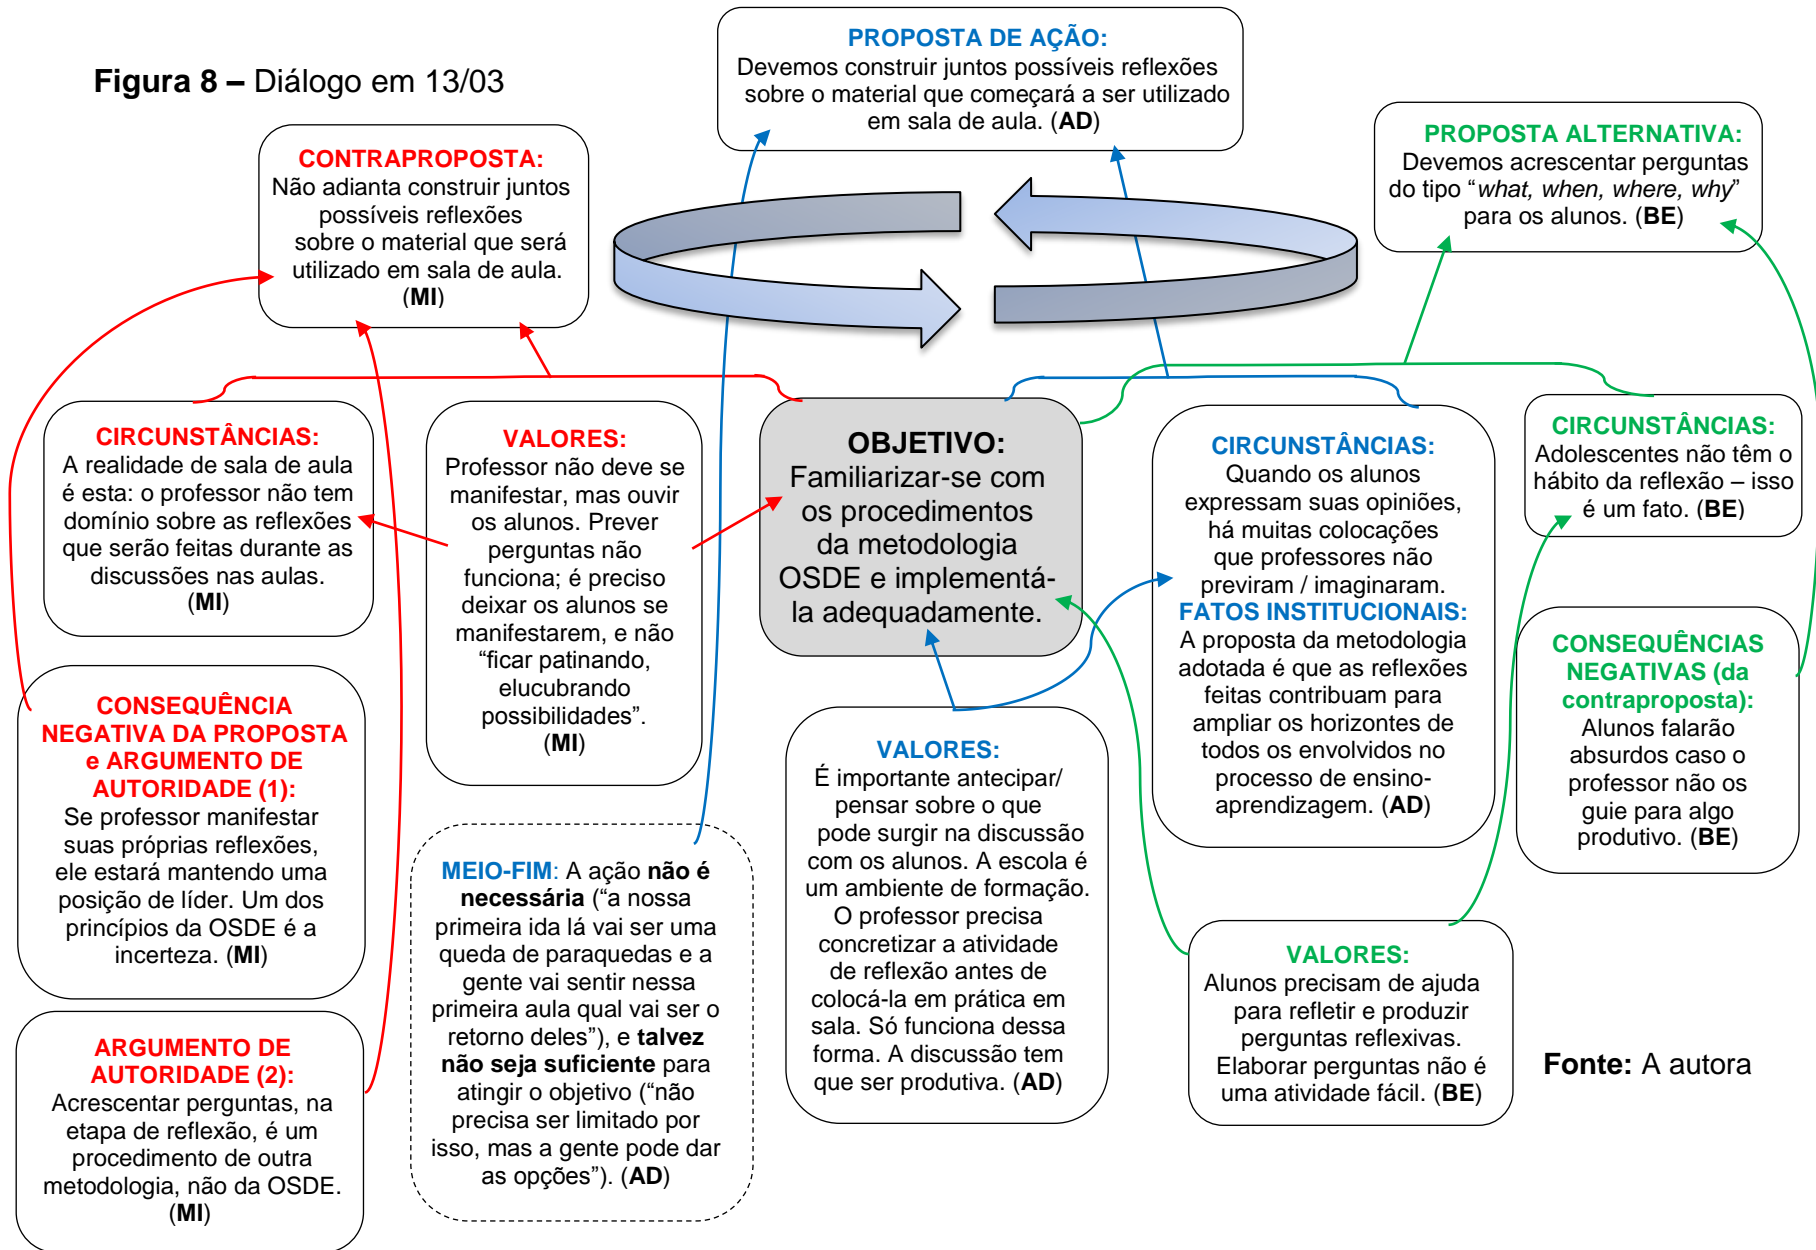 Figura 8 – Diálogo em 13/03
PROPOSTA DE AÇÃO:
Devemos construir juntos possíveis reflexões
sobre o material que começará a ser utilizado
em sala de aula. (AD)
CONTRAPROPOSTA:
Não adianta construir juntos
possíveis reflexões
sobre o material que será
utilizado em sala de aula.
(MI)
PROPOSTA ALTERNATIVA:
Devemos acrescentar perguntas
do tipo “what, when, where, why”
para os alunos. (BE)
CIRCUNSTÂNCIAS:
A realidade de sala de aula
é esta: o professor não tem
domínio sobre as reflexões
que serão feitas durante as
discussões nas aulas.
(MI)
VALORES:
Professor não deve se
manifestar, mas ouvir
os alunos. Prever
perguntas não
funciona; é preciso
deixar os alunos se
manifestarem, e não
“ficar patinando,
elucubrando
possibilidades”.
(MI)
OBJETIVO:
Familiarizar-se com
os procedimentos
da metodologia
OSDE e implementá-
la adequadamente.
CIRCUNSTÂNCIAS:
Quando os alunos
expressam suas opiniões,
há muitas colocações
que professores não
previram / imaginaram.
FATOS INSTITUCIONAIS:
A proposta da metodologia
adotada é que as reflexões
feitas contribuam para
ampliar os horizontes de
todos os envolvidos no
processo de ensino-
aprendizagem. (AD)
CIRCUNSTÂNCIAS:
Adolescentes não têm o
hábito da reflexão – isso
é um fato. (BE)
CONSEQUÊNCIA
NEGATIVA DA PROPOSTA
e ARGUMENTO DE
AUTORIDADE (1):
Se professor manifestar
suas próprias reflexões,
ele estará mantendo uma
posição de líder. Um dos
princípios da OSDE é a
incerteza. (MI)
CONSEQUÊNCIAS
NEGATIVAS (da
contraproposta):
Alunos falarão
absurdos caso o
professor não os
guie para algo
produtivo. (BE)
VALORES:
É importante antecipar/
pensar sobre o que
pode surgir na discussão
com os alunos. A escola é
um ambiente de formação.
O professor precisa
concretizar a atividade
de reflexão antes de
colocá-la em prática em
sala. Só funciona dessa
forma. A discussão tem
que ser produtiva. (AD)
MEIO-FIM: A ação não é
necessária (“a nossa
primeira ida lá vai ser uma
queda de paraquedas e a
gente vai sentir nessa
primeira aula qual vai ser o
retorno deles”), e talvez
não seja suficiente para
atingir o objetivo (“não
precisa ser limitado por
isso, mas a gente pode dar
as opções”). (AD)
VALORES:
Alunos precisam de ajuda
para refletir e produzir
perguntas reflexivas.
Elaborar perguntas não é
uma atividade fácil. (BE)
ARGUMENTO DE
AUTORIDADE (2):
Acrescentar perguntas, na
etapa de reflexão, é um
procedimento de outra
metodologia, não da OSDE.
(MI)
Fonte: A autora